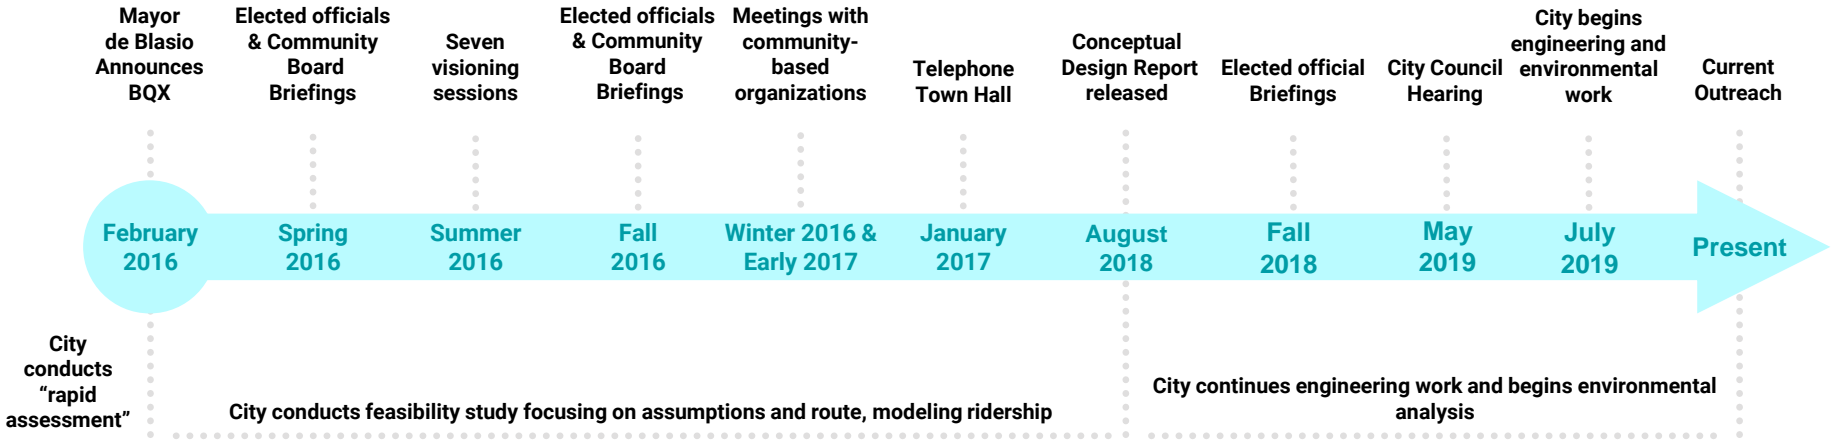 Mayor
de Blasio
Announces
BQX
Elected officials
& Community
Board
Briefings
Seven
visioning
sessions
Elected officials
& Community
Board
Briefings
Meetings with
community-
based
organizations
Telephone
Town Hall
Conceptual
Design Report
released
Elected official
Briefings
City Council
Hearing
City begins
engineering and
environmental
work
Current
Outreach
February
2016
Spring
2016
Summer
2016
Fall
2016
Winter 2016 &
Early 2017
January
2017
August
2018
Fall
2018
May
2019
July
2019
Present
City
conducts
“rapid
assessment”
City conducts feasibility study focusing on assumptions and route, modeling ridership
City continues engineering work and begins environmental
analysis